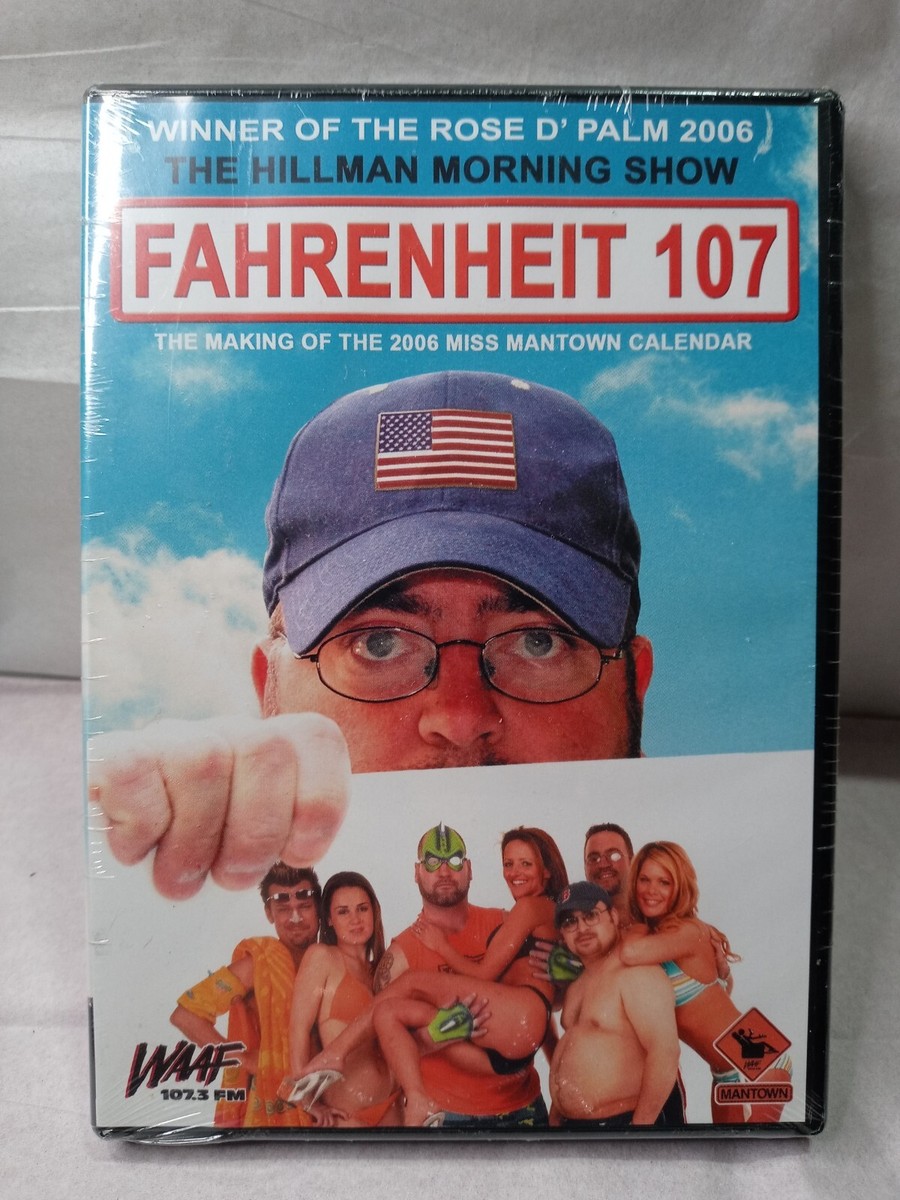 WINNER OF THE ROSE D' PALM 2006
THE HILLMAN MORNING SHOW
FAHRENHEIT 107
THE MAKING OF THE 2006 MISS MANTOWN CALENDAR
WAAF
107.3 FM
WAAF
MANTOWN